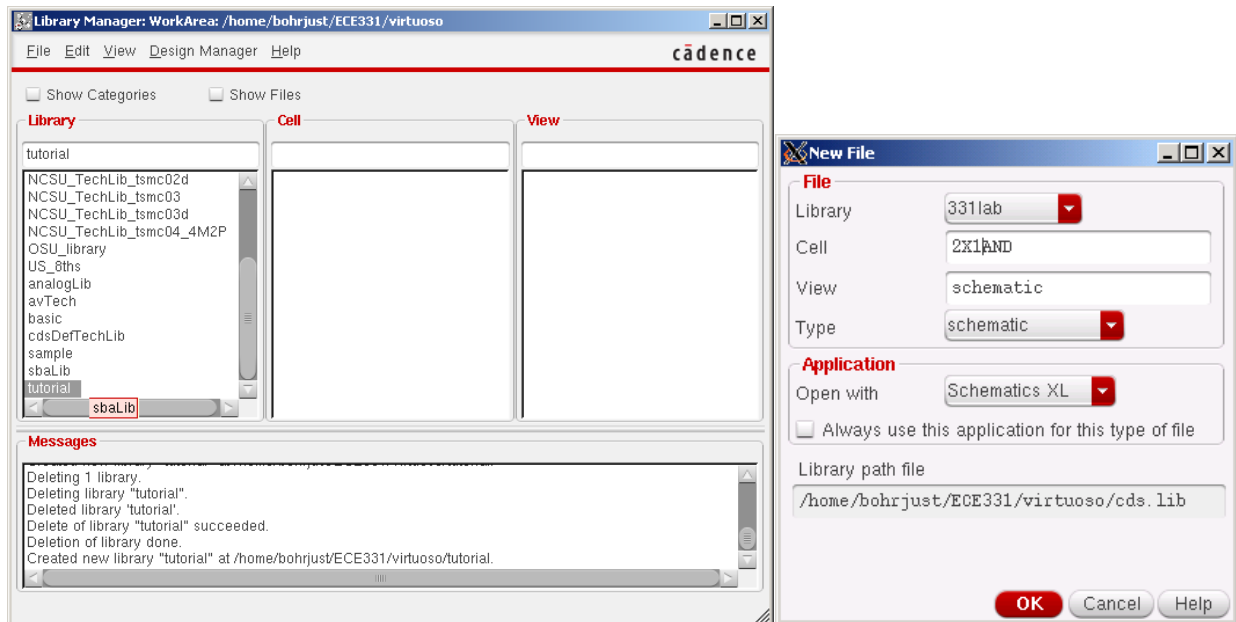 Library Manager: WorkArea: /home/bohrjust/ECE331/virtuoso
File Edit View Design Manager Help
cādence
Show Categories Show Files
Library Cell View
tutorial
NCSU_TechLib_tsmc02d
NCSU_TechLib_tsmc03
NCSU_TechLib_tsmc03d
NCSU_TechLib_tsmc04_4M2P
OSU_library
US_8ths
analogLib
avTech
basic
cdsDefTechLib
sample
sbaLib
tutorial
sbaLib
Messages
Deleting 1 library.
Deleting library "tutorial".
Deleted library 'tutorial'.
Delete of library "tutorial" succeeded.
Deletion of library done.
Created new library "tutorial" at /home/bohrjust/ECE331/virtuoso/tutorial.
New File
File
Library 331lab
Cell 2X1AND
View schematic
Type schematic
Application
Open with Schematics XL
Always use this application for this type of file
Library path file
/home/bohrjust/ECE331/virtuoso/cds.lib
OK Cancel Help